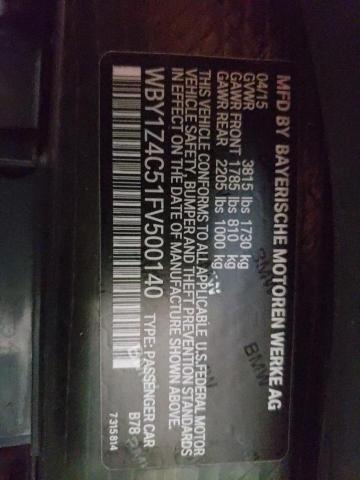 MFD BY BAYERISCHE MOTOREN WERKE AG
04/15
GVWR 3815 lbs 1730 kg
GAWR FRONT 1785 lbs 810 kg
GAWR REAR 2205 lbs 1000 kg
THIS VEHICLE CONFORMS TO ALL APPLICABLE U.S.FEDERAL MOTOR
VEHICLE SAFETY, BUMPER AND THEFT PREVENTION STANDARDS
IN EFFECT ON THE DATE OF MANUFACTURE SHOWN ABOVE.
WBY1Z4C51FV500140 TYPE: PASSENGER CAR
B78
7315814
BMW
BMW